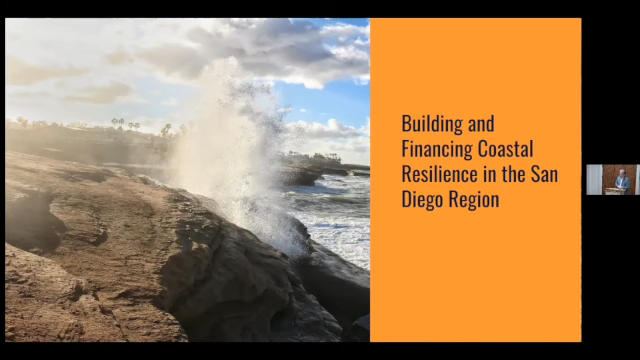 Building and
Financing Coastal
Resilience in the San
Diego Region